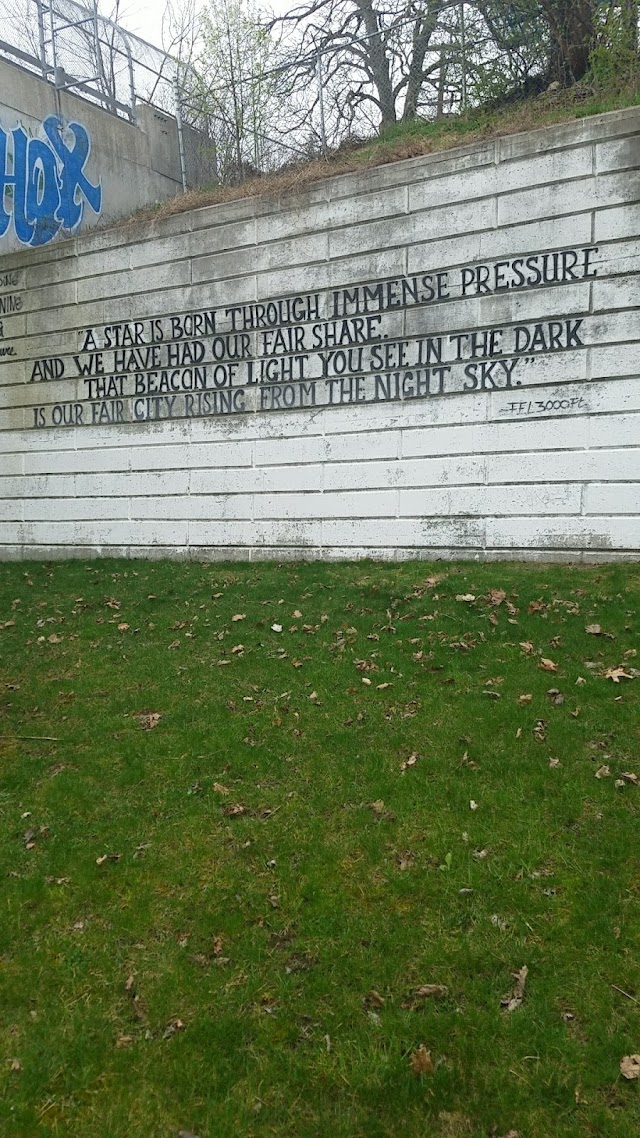 "A STAR IS BORN THROUGH IMMENSE PRESSURE
AND WE HAVE HAD OUR FAIR SHARE.
THAT BEACON OF LIGHT YOU SEE IN THE DARK
IS OUR FAIR CITY RISING FROM THE NIGHT SKY."